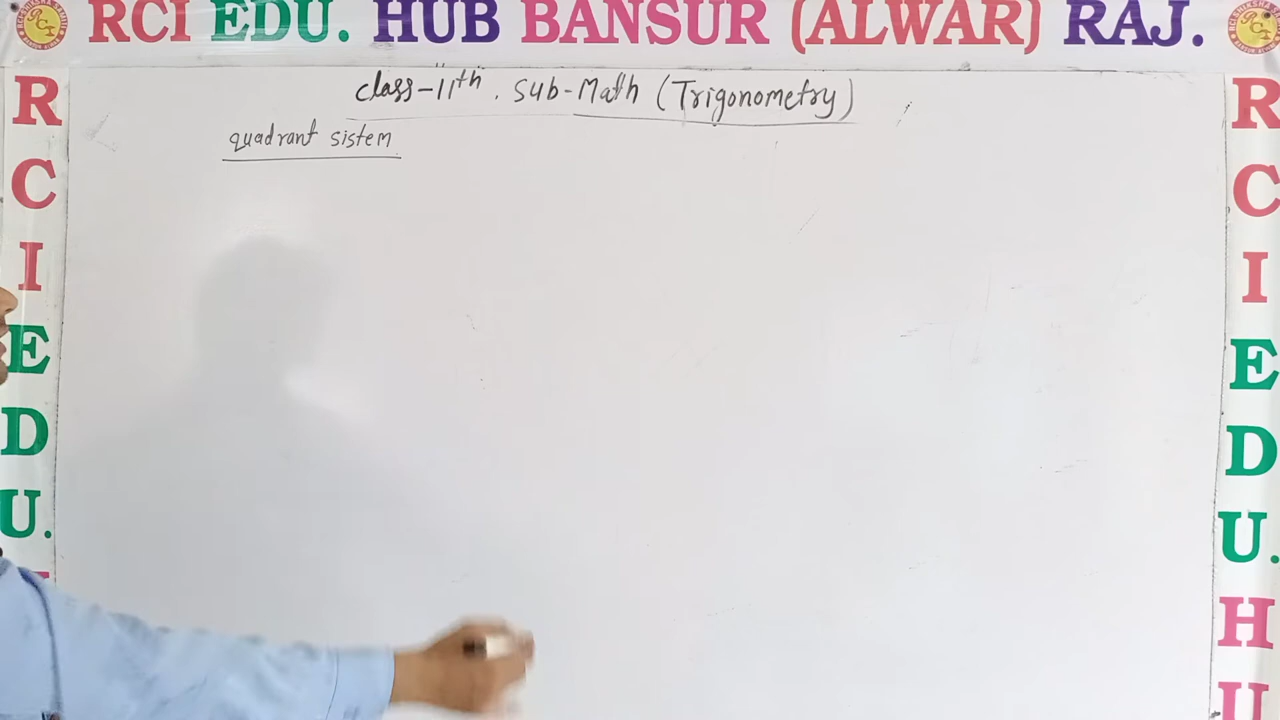 RCI EDU. HUB BANSUR (ALWAR) RAJ.
class-11th . Sub-Math (Trigonometry)
quadrant sistem
R
C
I
E
D
U.
R
C
I
E
D
U.
H
U